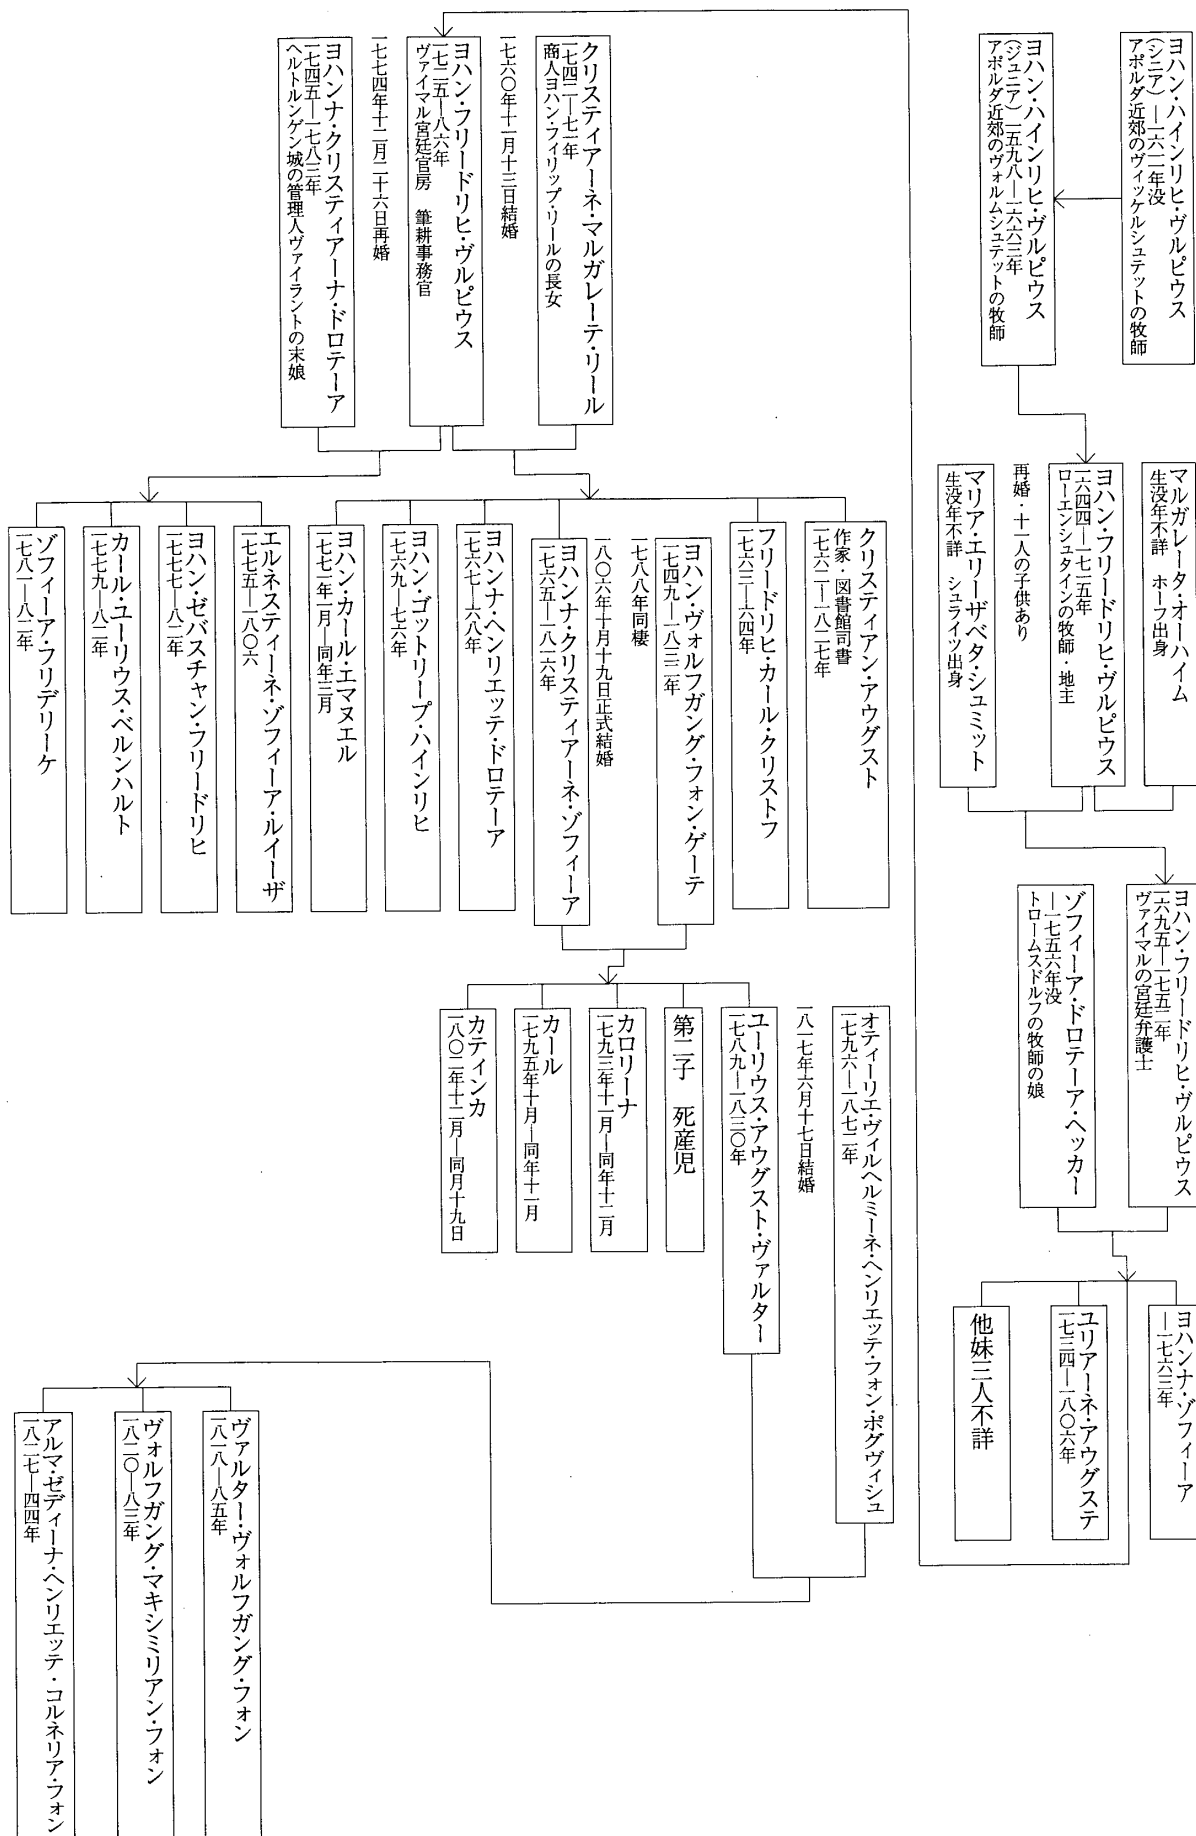 ヨハン・ハインリヒ・ヴルピウス
(シニア) ―一六一一年没
アポルダ近郊のヴィッケルシュテットの牧師
ヨハン・ハインリヒ・ヴルピウス
(ジュニア) 一五九八―一六六三年
アポルダ近郊のヴォルムシュテットの牧師
マルガレータ・オーハイム
生没年不詳 ホーフ出身
ヨハン・フリードリヒ・ヴルピウス
一六四四―一七一五年
ローエンシュタインの牧師・地主
再婚・十一人の子供あり
マリア・エリーザベタ・シュミット
生没年不詳 シュライツ出身
ヨハン・フリードリヒ・ヴルピウス
一六九五―一七五二年
ヴァイマルの宮廷弁護士
ゾフィーア・ドロテーア・ヘッカー
―一七五六年没
トロームスドルフの牧師の娘
ヨハンナ・ゾフィーア
―一七六三年
ユリアーネ・アウグステ
一七三四―一八〇六年
他妹三人不詳
クリスティアーネ・マルガレーテ・リール
一七四二―七一年
商人ヨハン・フィリップ・リールの長女
一七六〇年十一月十三日結婚
ヨハン・フリードリヒ・ヴルピウス
一七二五―八六年
ヴァイマル宮廷官房 筆耕事務官
一七七四年十二月二十六日再婚
ヨハンナ・クリスティアーナ・ドロテーア
一七四五―一七八三年
ヘルトルンゲン城の管理人ヴァイラントの末娘
クリスティアン・アウグスト
作家・図書館司書
一七六二―一八二七年
フリードリヒ・カール・クリストフ
一七六三―六四年
ヨハン・ヴォルフガング・フォン・ゲーテ
一七四九―一八三二年
一七八八年同棲
一八〇六年十月十九日正式結婚
ヨハンナ・クリスティアーネ・ゾフィーア
一七六五―一八一六年
ヨハンナ・ヘンリエッテ・ドロテーア
一七六七―六八年
ヨハン・ゴットリープ・ハインリヒ
一七六九―七六年
ヨハン・カール・エマヌエル
一七七一年一月―同年三月
エルネスティーネ・ゾフィーア・ルイーザ
一七七五―一八〇六
ヨハン・ゼバスチャン・フリードリヒ
一七七七―八二年
カール・ユーリウス・ベルンハルト
一七七九―八二年
ゾフィーア・フリデリーケ
一七八一―八二年
オティーリエ・ヴィルヘルミーネ・ヘンリエッテ・フォン・ポグヴィシュ
一七九六―一八七二年
一八一七年六月十七日結婚
ユーリウス・アウグスト・ヴァルター
一七八九―一八三〇年
第二子 死産児
カロリーナ
一七九三年十一月―同年十二月
カール
一七九五年十月―同年十一月
カティンカ
一八〇二年十二月―同月十九日
ヴァルター・ヴォルフガング・フォン
一八一八―八五年
ヴォルフガング・マキシミリアン・フォン
一八二〇―八三年
アルマ・ゼディーナ・ヘンリエッテ・コルネリア・フォン
一八二七―四四年